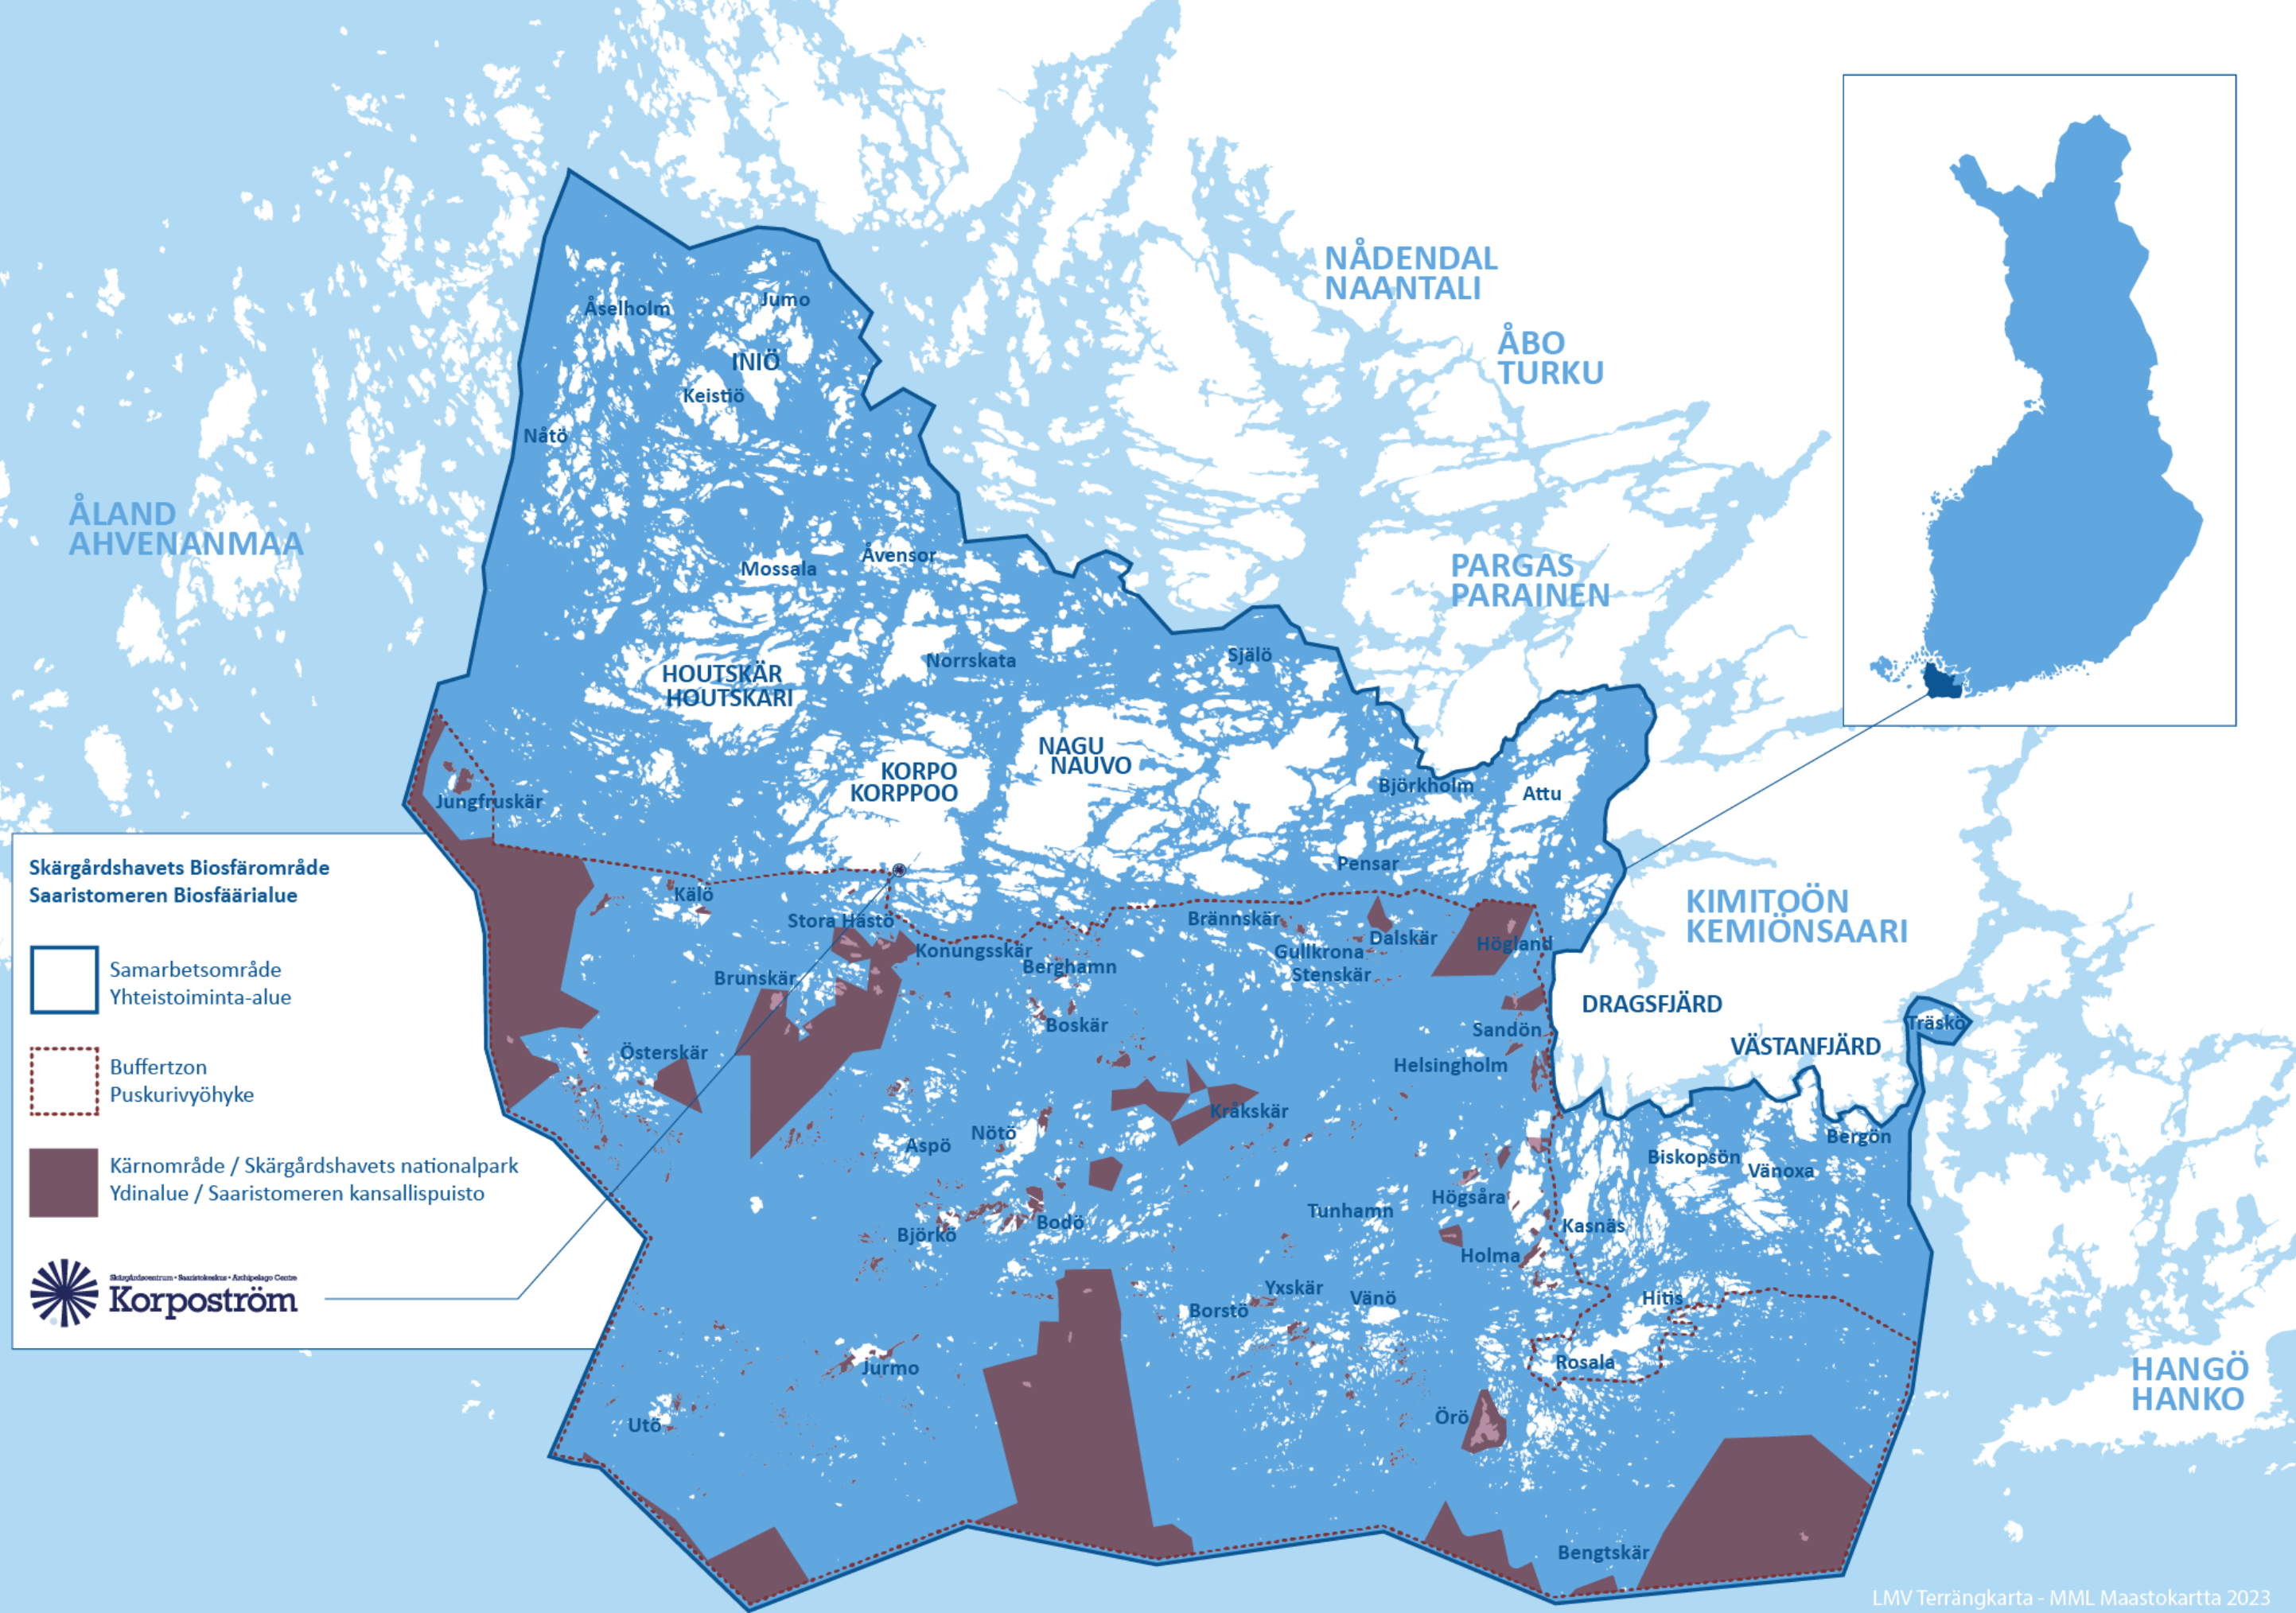 NÅDENDAL
NAANTALI
ÅBO
TURKU
ÅLAND
AHVENANMAA
PARGAS
PARAINEN
KIMITOÖN
KEMIÖNSAARI
HANGÖ
HANKO
Åselholm
Jumo
INIÖ
Keistiö
Nåtö
Mossala
Åvensor
HOUTSKÄR
HOUTSKARI
Norrskata
Själö
NAGU
NAUVO
KORPO
KORPPOO
Björkholm
Attu
Jungfruskär
Pensar
Kälö
Stora Hästö
Konungsskär
Berghamn
Brännskär
Gullkrona
Stenskär
Dalskär
Högland
Brunskär
Boskär
Sandön
Helsingholm
DRAGSFJÄRD
VÄSTANFJÄRD
Träskö
Österskär
Kråkskär
Aspö
Nötö
Bergön
Biskopsön
Vänoxa
Högsåra
Tunhamn
Björkö
Bodö
Kasnäs
Holma
Yxskär
Vänö
Borstö
Hitis
Rosala
Jurmo
Utö
Örö
Bengtskär
Skärgårdshavets Biosfärområde
Saaristomeren Biosfäärialue
Samarbetsområde
Yhteistoiminta-alue
Buffertzon
Puskurivyöhyke
Kärnområde / Skärgårdshavets nationalpark
Ydinalue / Saaristomeren kansallispuisto
Skärgårdscentrum • Saaristokeskus • Archipelago Centre
Korpoström
LMV Terrängkarta - MML Maastokartta 2023